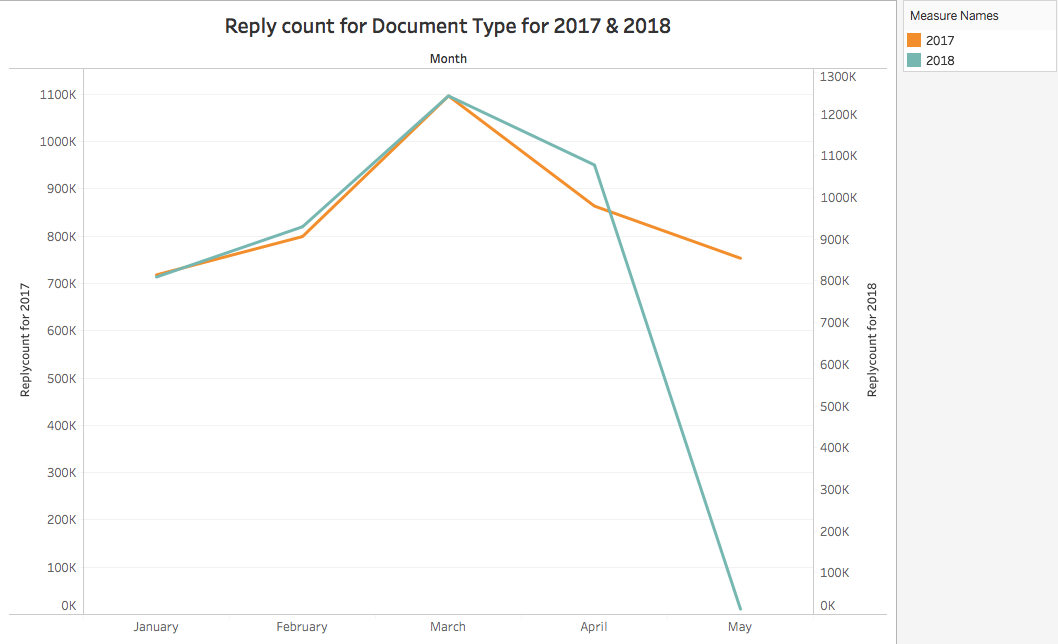 Reply count for Document Type for 2017 & 2018
Month
Measure Names
2017
2018
Replycount for 2017
1100K
1000K
900K
800K
700K
600K
500K
400K
300K
200K
100K
0K
1300K
1200K
1100K
1000K
900K
800K
700K
600K
500K
400K
300K
200K
100K
0K
Replycount for 2018
January
February
March
April
May